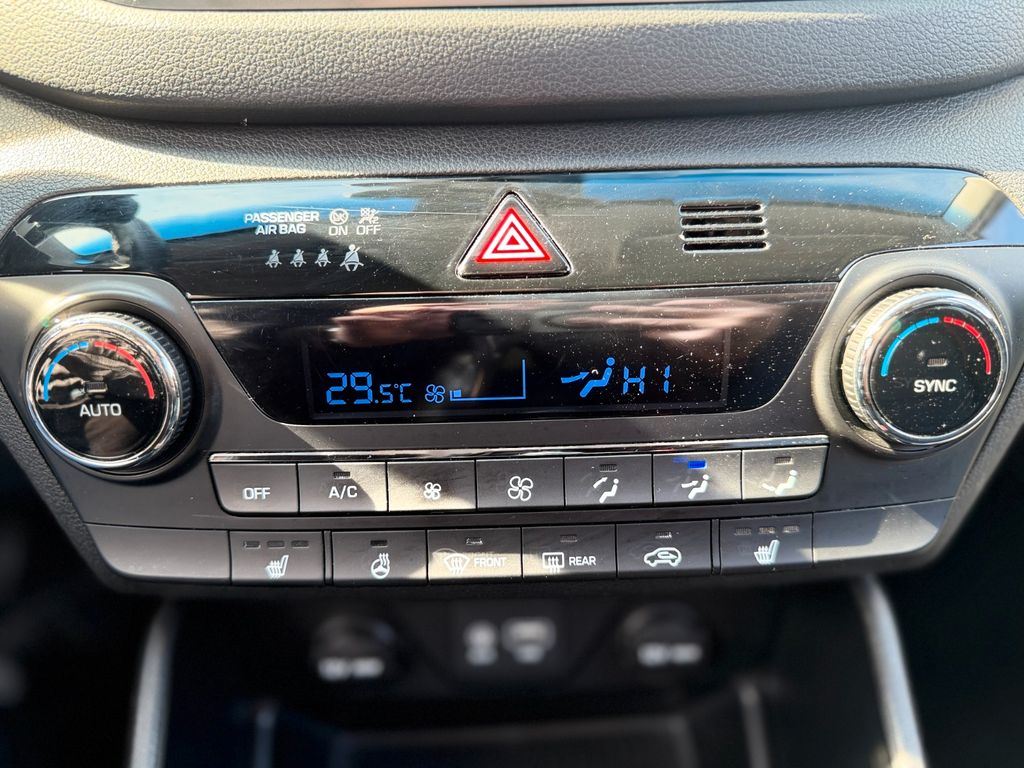 PASSENGER
AIR BAG
ON OFF
29.5°C HI
AUTO
SYNC
OFF
A/C
FRONT
REAR